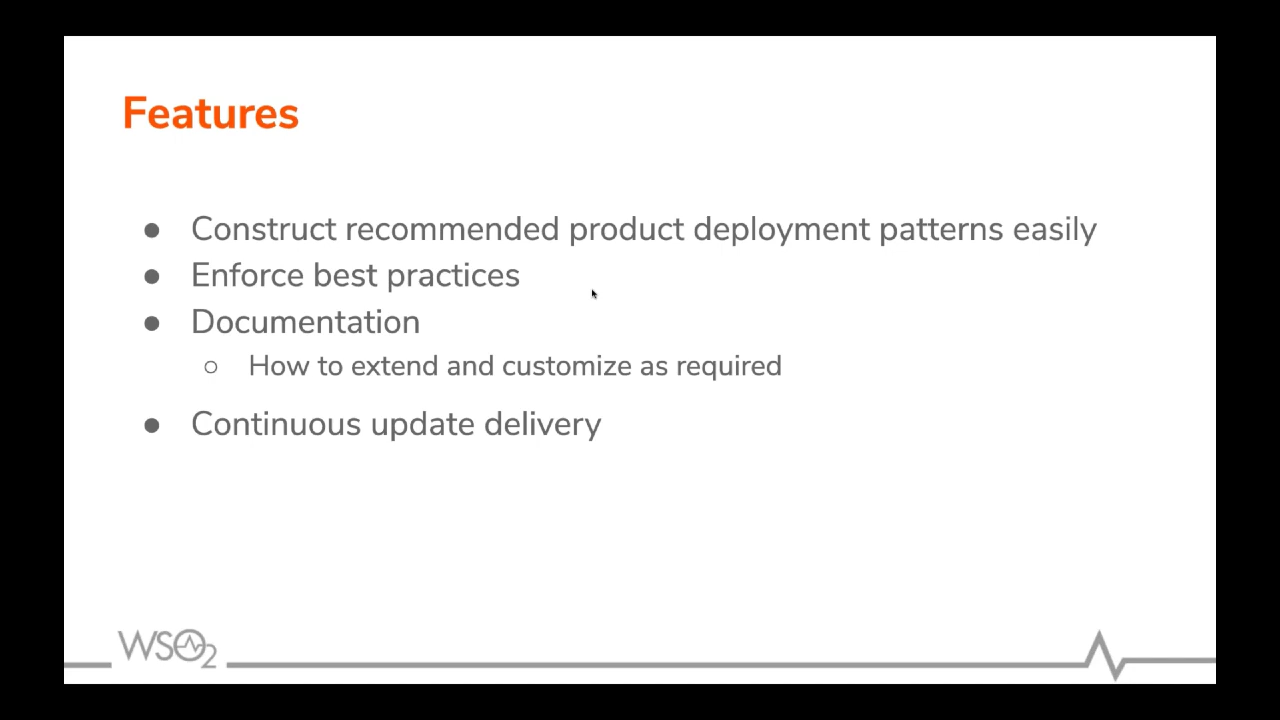 Features
● Construct recommended product deployment patterns easily
● Enforce best practices
● Documentation
○ How to extend and customize as required
● Continuous update delivery
WSO2